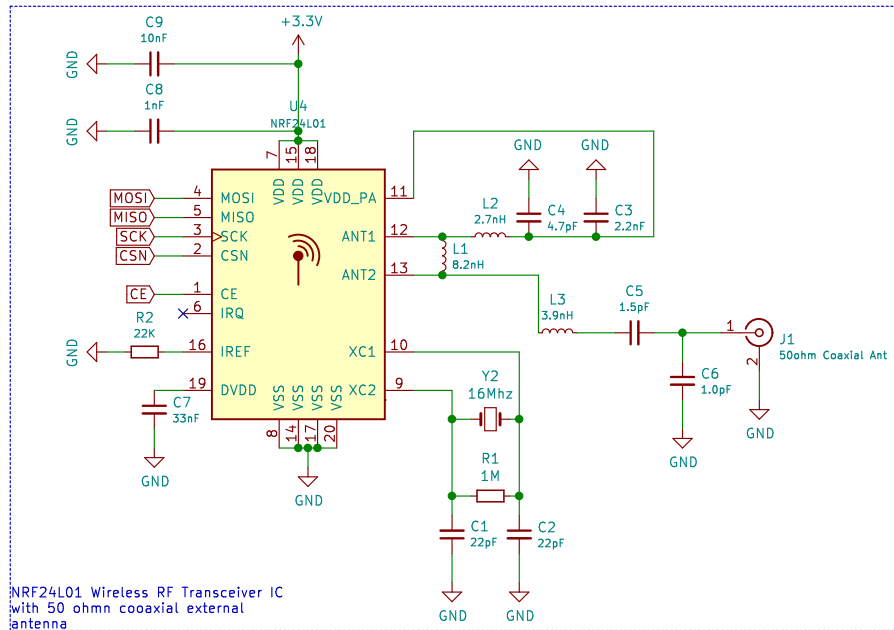 C9
10nF
GND
+3.3V
C8
1nF
GND
U4
NRF24L01
7
15
18
VDD
VDD
VDD
MOSI
4
MOSI
MISO
5
MISO
SCK
3
SCK
CSN
2
CSN
CE
1
CE
6
IRQ
R2
22K
GND
16
IREF
19
DVDD
C7
33nF
GND
VSS
VSS
VSS
VSS
8
14
17
20
GND
VDD_PA
11
ANT1
12
ANT2
13
XC1
10
XC2
9
L2
2.7nH
GND
C4
4.7pF
GND
C3
2.2nF
L1
8.2nH
L3
3.9nH
C5
1.5pF
C6
1.0pF
GND
1
2
J1
50ohm Coaxial Ant
GND
Y2
16Mhz
R1
1M
C1
22pF
GND
C2
22pF
GND
NRF24L01 Wireless RF Transceiver IC
with 50 ohmn cooaxial external
antenna